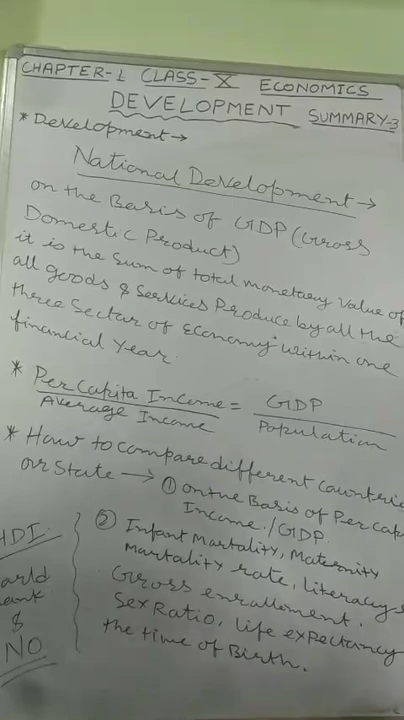 CHAPTER-1 CLASS-X ECONOMICS
DEVELOPMENT SUMMARY-3
* Development →
National Development →
on the Basis of GDP (Gross
Domestic Product)
it is the Sum of total monetary Value of
all goods & Services Produce by all the
three Sector of Economy within one
financial Year.
* Per Capita Income = GDP
Average Income Population
* How to compare different Countrie
our State → ① on the Basis of Per cap
Income / GDP.
② Infant Mortality, Maternity
Mortality rate, literacy
Gross enrollment.
Sex Ratio, life expectancy
the time of Birth.
HDI
&
NO